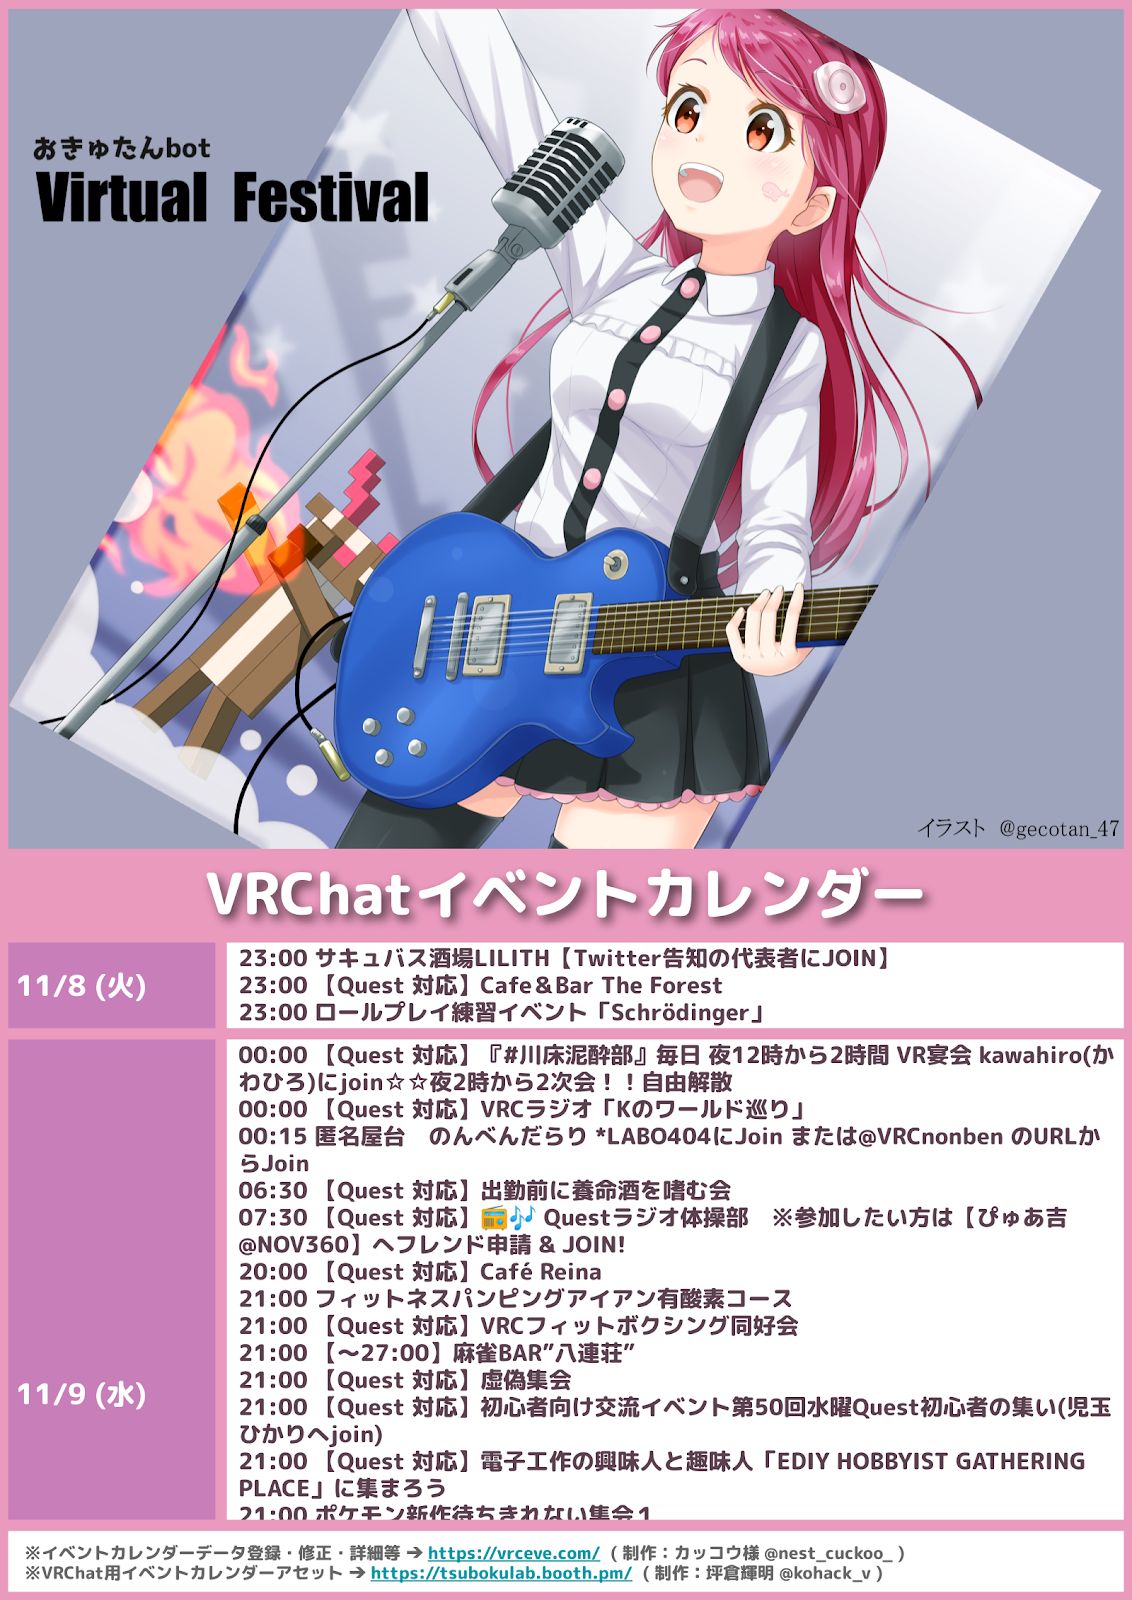 おきゅたんbot
Virtual Festival
イラスト @gecotan_47
VRChatイベントカレンダー
11/8 (火)
23:00 サキュバス酒場LILITH【Twitter告知の代表者にJOIN】
23:00 【Quest 対応】Cafe＆Bar The Forest
23:00 ロールプレイ練習イベント「Schrödinger」
11/9 (水)
00:00 【Quest 対応】『#川床泥酔部』毎日 夜12時から2時間 VR宴会 kawahiro(か
わひろ)にjoin☆☆夜2時から2次会！！自由解散
00:00 【Quest 対応】VRCラジオ「Kのワールド巡り」
00:15 匿名屋台　のんべんだらり *LABO404にJoin または@VRCnonben のURLか
らJoin
06:30 【Quest 対応】出勤前に養命酒を嗜む会
07:30 【Quest 対応】📻🎶 Questラジオ体操部　※参加したい方は【ぴゅあ吉
@NOV360】へフレンド申請 & JOIN!
20:00 【Quest 対応】Café Reina
21:00 フィットネスパンピングアイアン有酸素コース
21:00 【Quest 対応】VRCフィットボクシング同好会
21:00 【～27:00】麻雀BAR”八連荘”
21:00 【Quest 対応】虚偽集会
21:00 【Quest 対応】初心者向け交流イベント第50回水曜Quest初心者の集い(児玉
ひかりへjoin)
21:00 【Quest 対応】電子工作の興味人と趣味人「EDIY HOBBYIST GATHERING
PLACE」に集まろう
21:00 ポケモン新作待ちきれない集会１
※イベントカレンダーデータ登録・修正・詳細等 ➔ https://vrceve.com/ ( 制作：カッコウ様 @nest_cuckoo_ )
※VRChat用イベントカレンダーアセット ➔ https://tsubokulab.booth.pm/ ( 制作：坪倉輝明 @kohack_v )